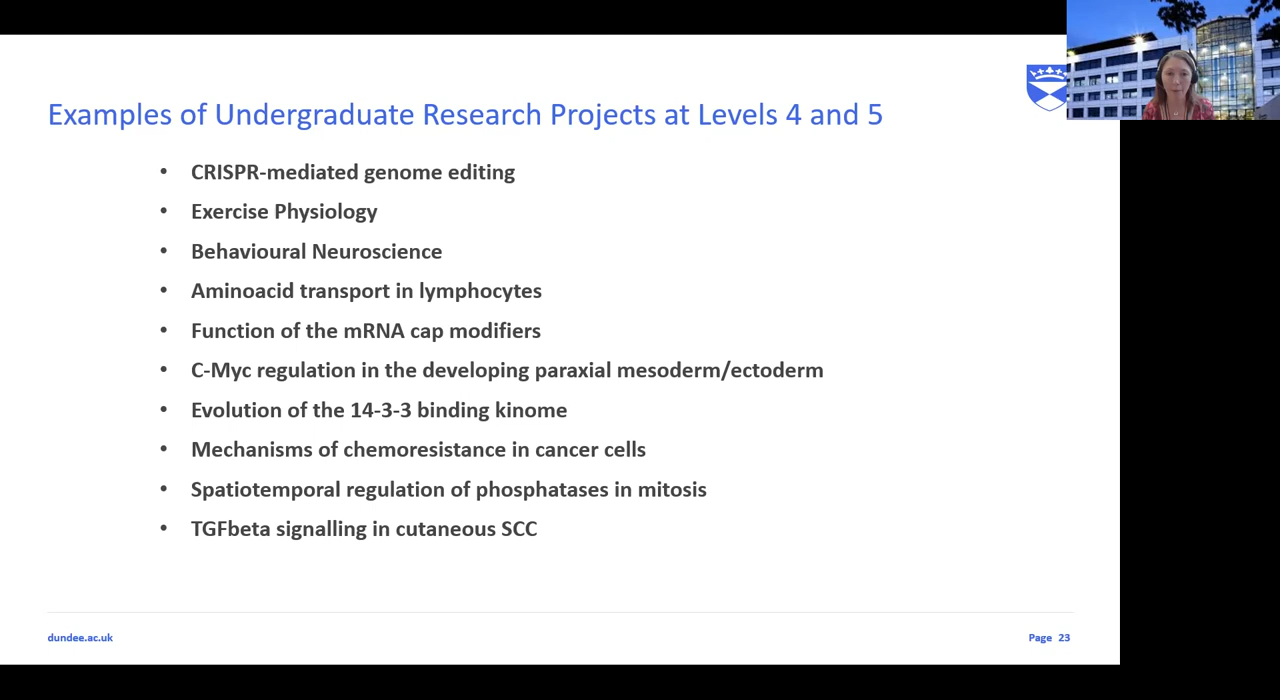 Examples of Undergraduate Research Projects at Levels 4 and 5
• CRISPR-mediated genome editing
• Exercise Physiology
• Behavioural Neuroscience
• Aminoacid transport in lymphocytes
• Function of the mRNA cap modifiers
• C-Myc regulation in the developing paraxial mesoderm/ectoderm
• Evolution of the 14-3-3 binding kinome
• Mechanisms of chemoresistance in cancer cells
• Spatiotemporal regulation of phosphatases in mitosis
• TGFbeta signalling in cutaneous SCC
dundee.ac.uk
Page 23